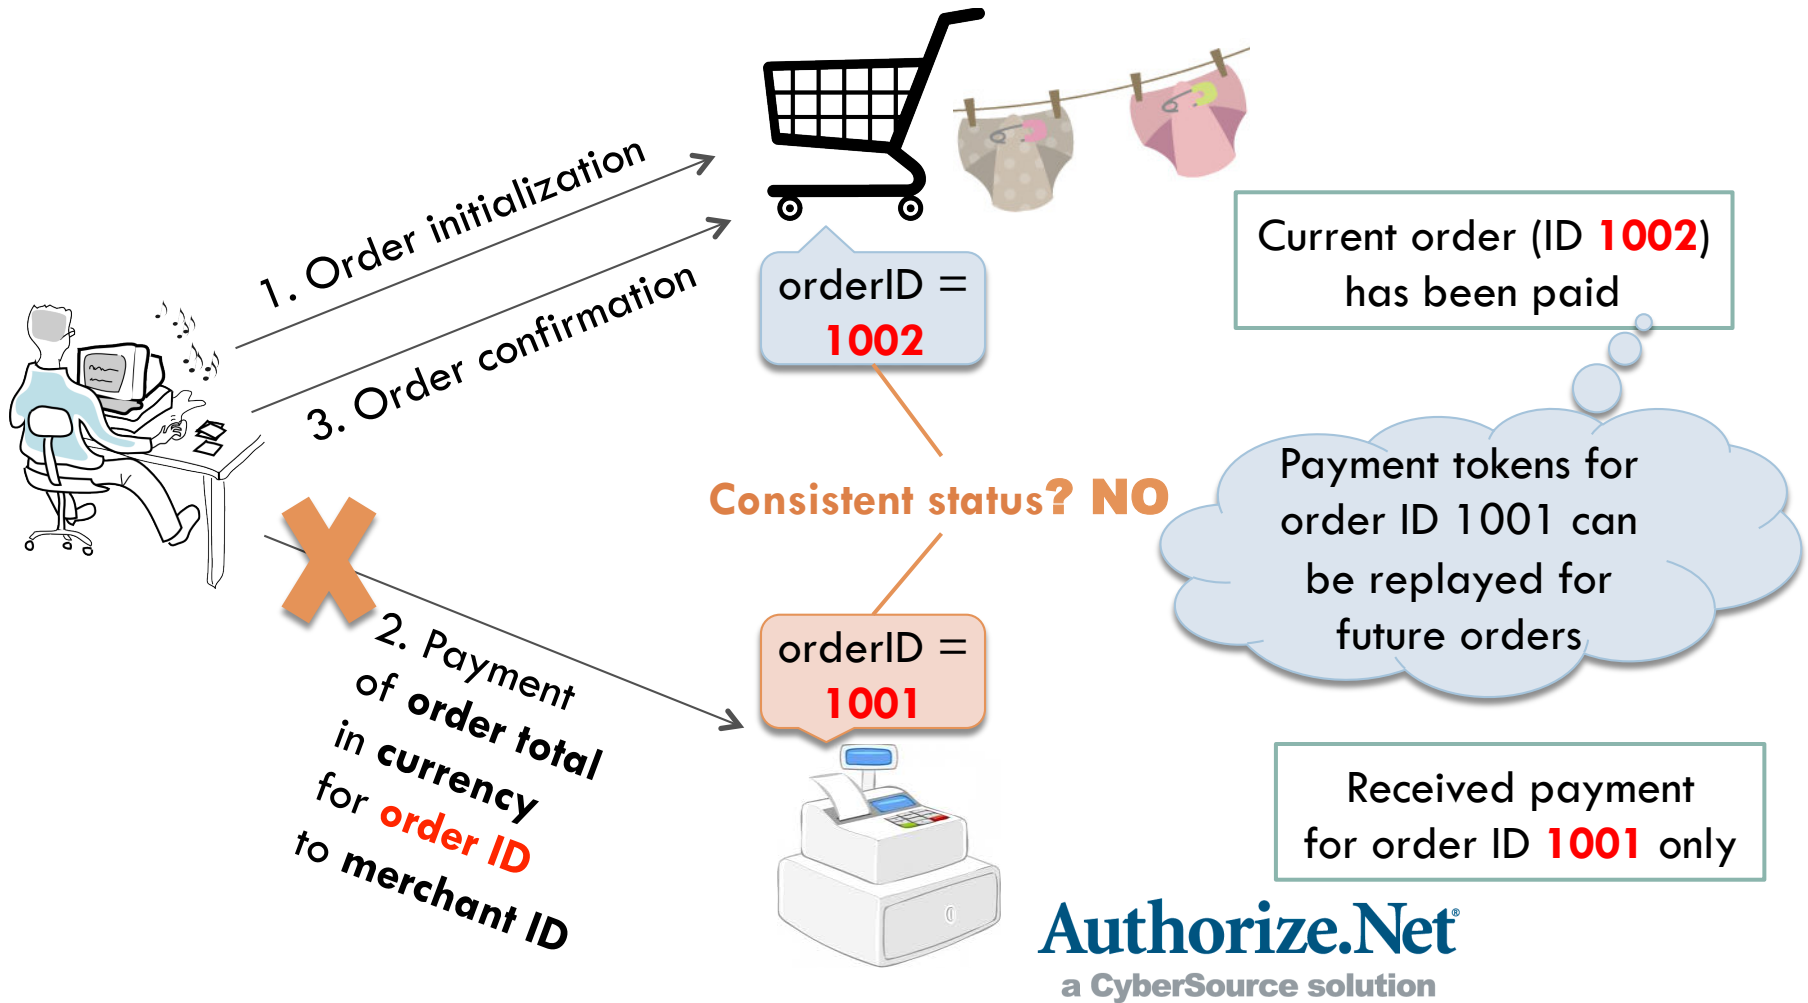 1. Order initialization
3. Order confirmation
orderID =
1002
Current order (ID 1002)
has been paid
Consistent status? NO
Payment tokens for
order ID 1001 can
be replayed for
future orders
2. Payment
of order total
in currency
for order ID
to merchant ID
orderID =
1001
Received payment
for order ID 1001 only
Authorize.Net®
a CyberSource solution